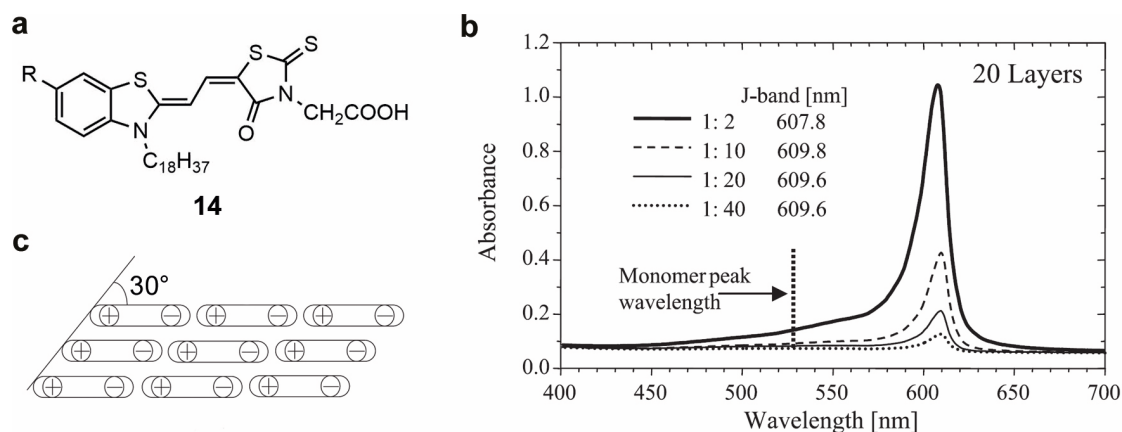 a
R
S
N
C18H37
S
S
N
O
CH2COOH
14
b
20 Layers
J-band [nm]
1: 2 607.8
1: 10 609.8
1: 20 609.6
1: 40 609.6
Monomer peak
wavelength
Absorbance
1.2
1.0
0.8
0.6
0.4
0.2
0.0
400 450 500 550 600 650 700
Wavelength [nm]
c
30°
+ − + − + −
+ − + − + −
+ − + − + −